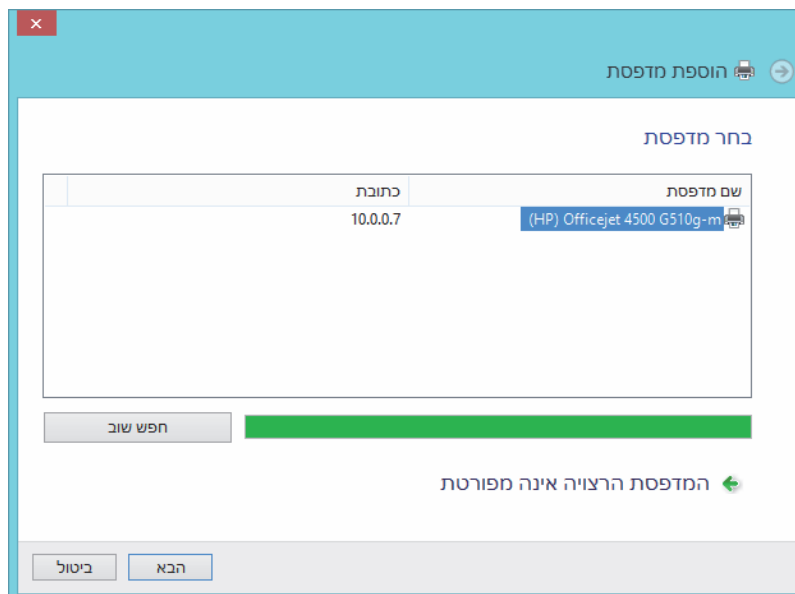 הוספת מדפסת
בחר מדפסת
שם מדפסת כתובת
(HP) Officejet 4500 G510g-m 10.0.0.7
חפש שוב
המדפסת הרצויה אינה מפורטת
הבא ביטול